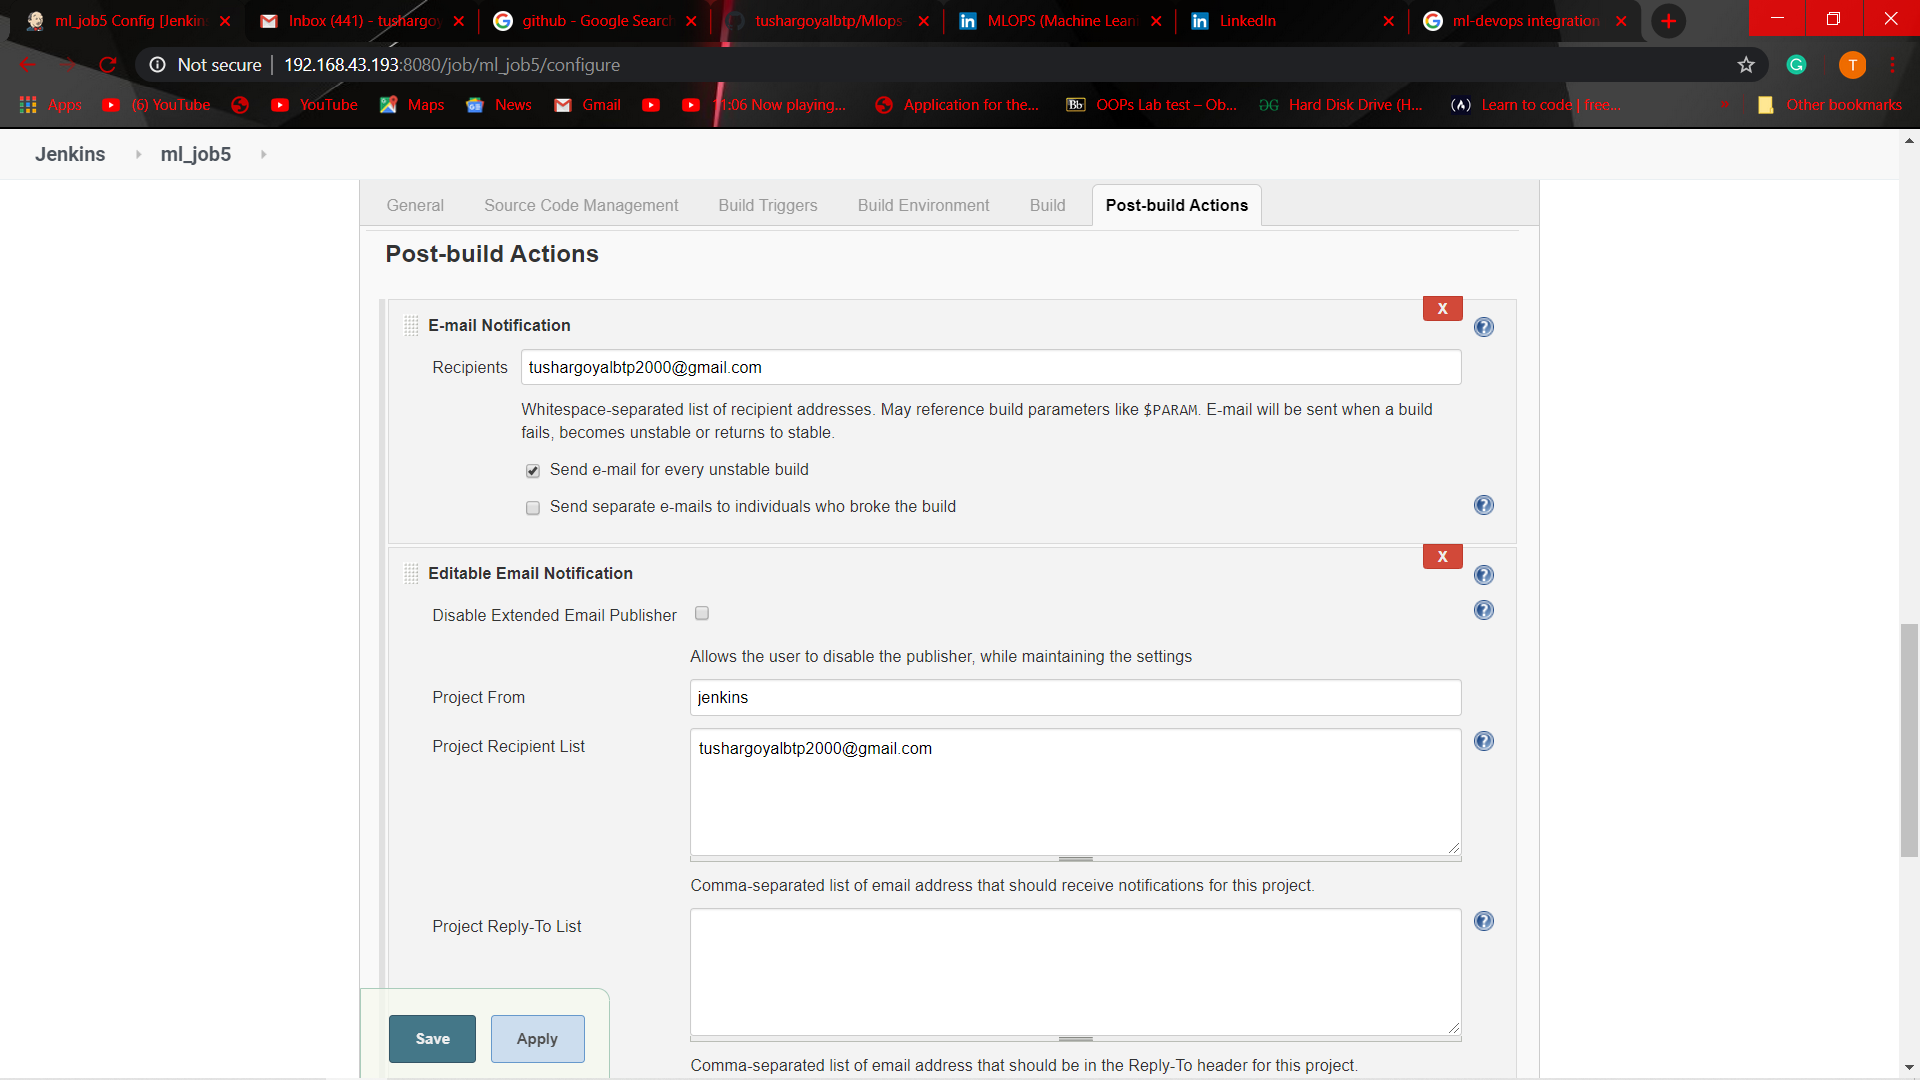 ml_job5 Config [Jenkin
Inbox (441) - tushargoy
github - Google Search
tushargoyalbtp/Mlops-
MLOPS (Machine Leani
LinkedIn
ml-devops integration
Not secure 192.168.43.193:8080/job/ml_job5/configure
T
Apps
(6) YouTube
YouTube
Maps
News
Gmail
11:06 Now playing...
Application for the...
Bb OOPs Lab test – Ob...
Hard Disk Drive (H...
Learn to code | free...
Other bookmarks
Jenkins
ml_job5
General
Source Code Management
Build Triggers
Build Environment
Build
Post-build Actions
Post-build Actions
X
E-mail Notification
Recipients tushargoyalbtp2000@gmail.com
Whitespace-separated list of recipient addresses. May reference build parameters like $PARAM. E-mail will be sent when a build
fails, becomes unstable or returns to stable.
Send e-mail for every unstable build
Send separate e-mails to individuals who broke the build
X
Editable Email Notification
Disable Extended Email Publisher
Allows the user to disable the publisher, while maintaining the settings
Project From jenkins
Project Recipient List tushargoyalbtp2000@gmail.com
Comma-separated list of email address that should receive notifications for this project.
Project Reply-To List
Save
Apply
Comma-separated list of email address that should be in the Reply-To header for this project.